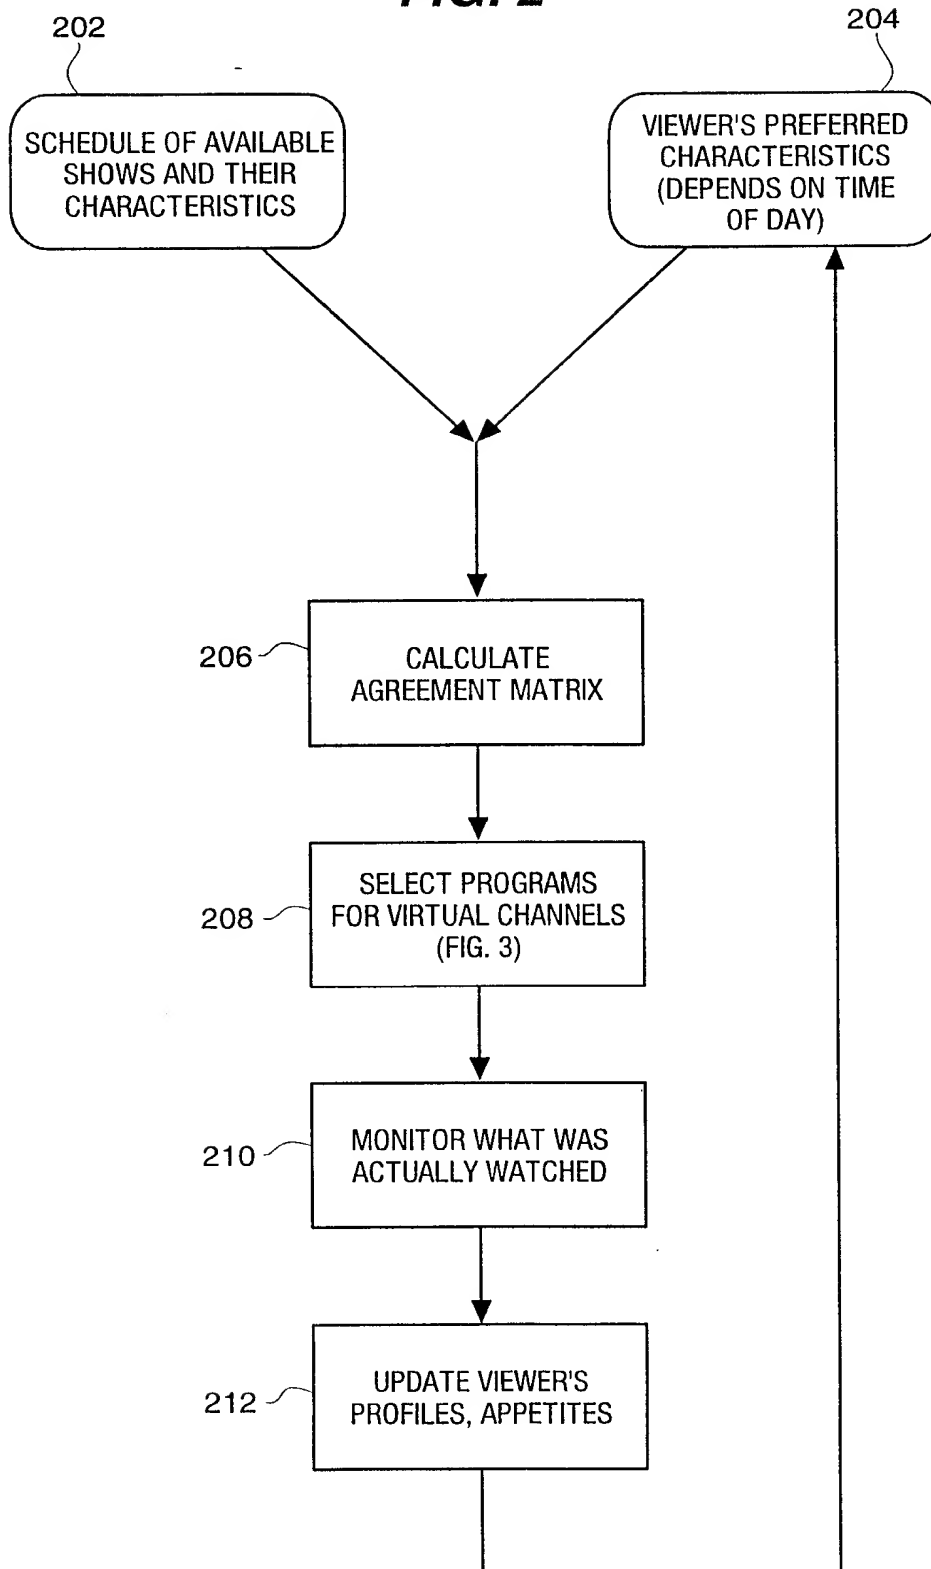 FIG. 2
202
204
SCHEDULE OF AVAILABLE
SHOWS AND THEIR
CHARACTERISTICS
VIEWER'S PREFERRED
CHARACTERISTICS
(DEPENDS ON TIME
OF DAY)
206
CALCULATE
AGREEMENT MATRIX
208
SELECT PROGRAMS
FOR VIRTUAL CHANNELS
(FIG. 3)
210
MONITOR WHAT WAS
ACTUALLY WATCHED
212
UPDATE VIEWER'S
PROFILES, APPETITES